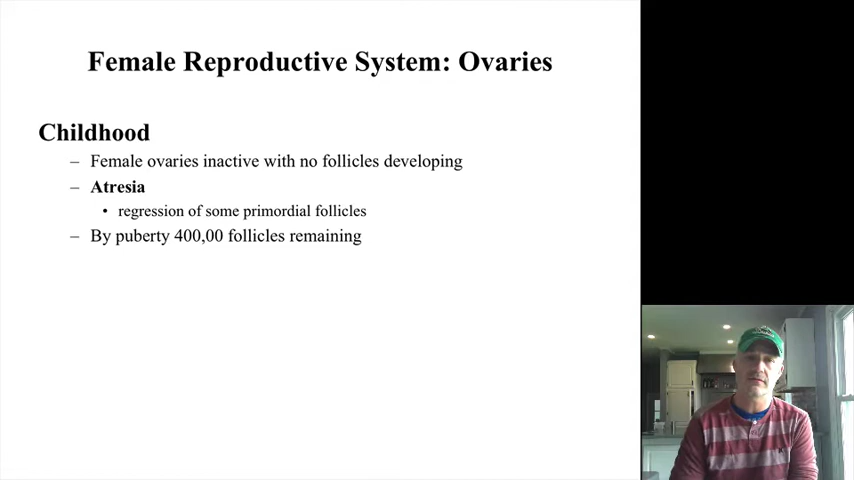 Female Reproductive System: Ovaries
Childhood
– Female ovaries inactive with no follicles developing
– Atresia
• regression of some primordial follicles
– By puberty 400,00 follicles remaining